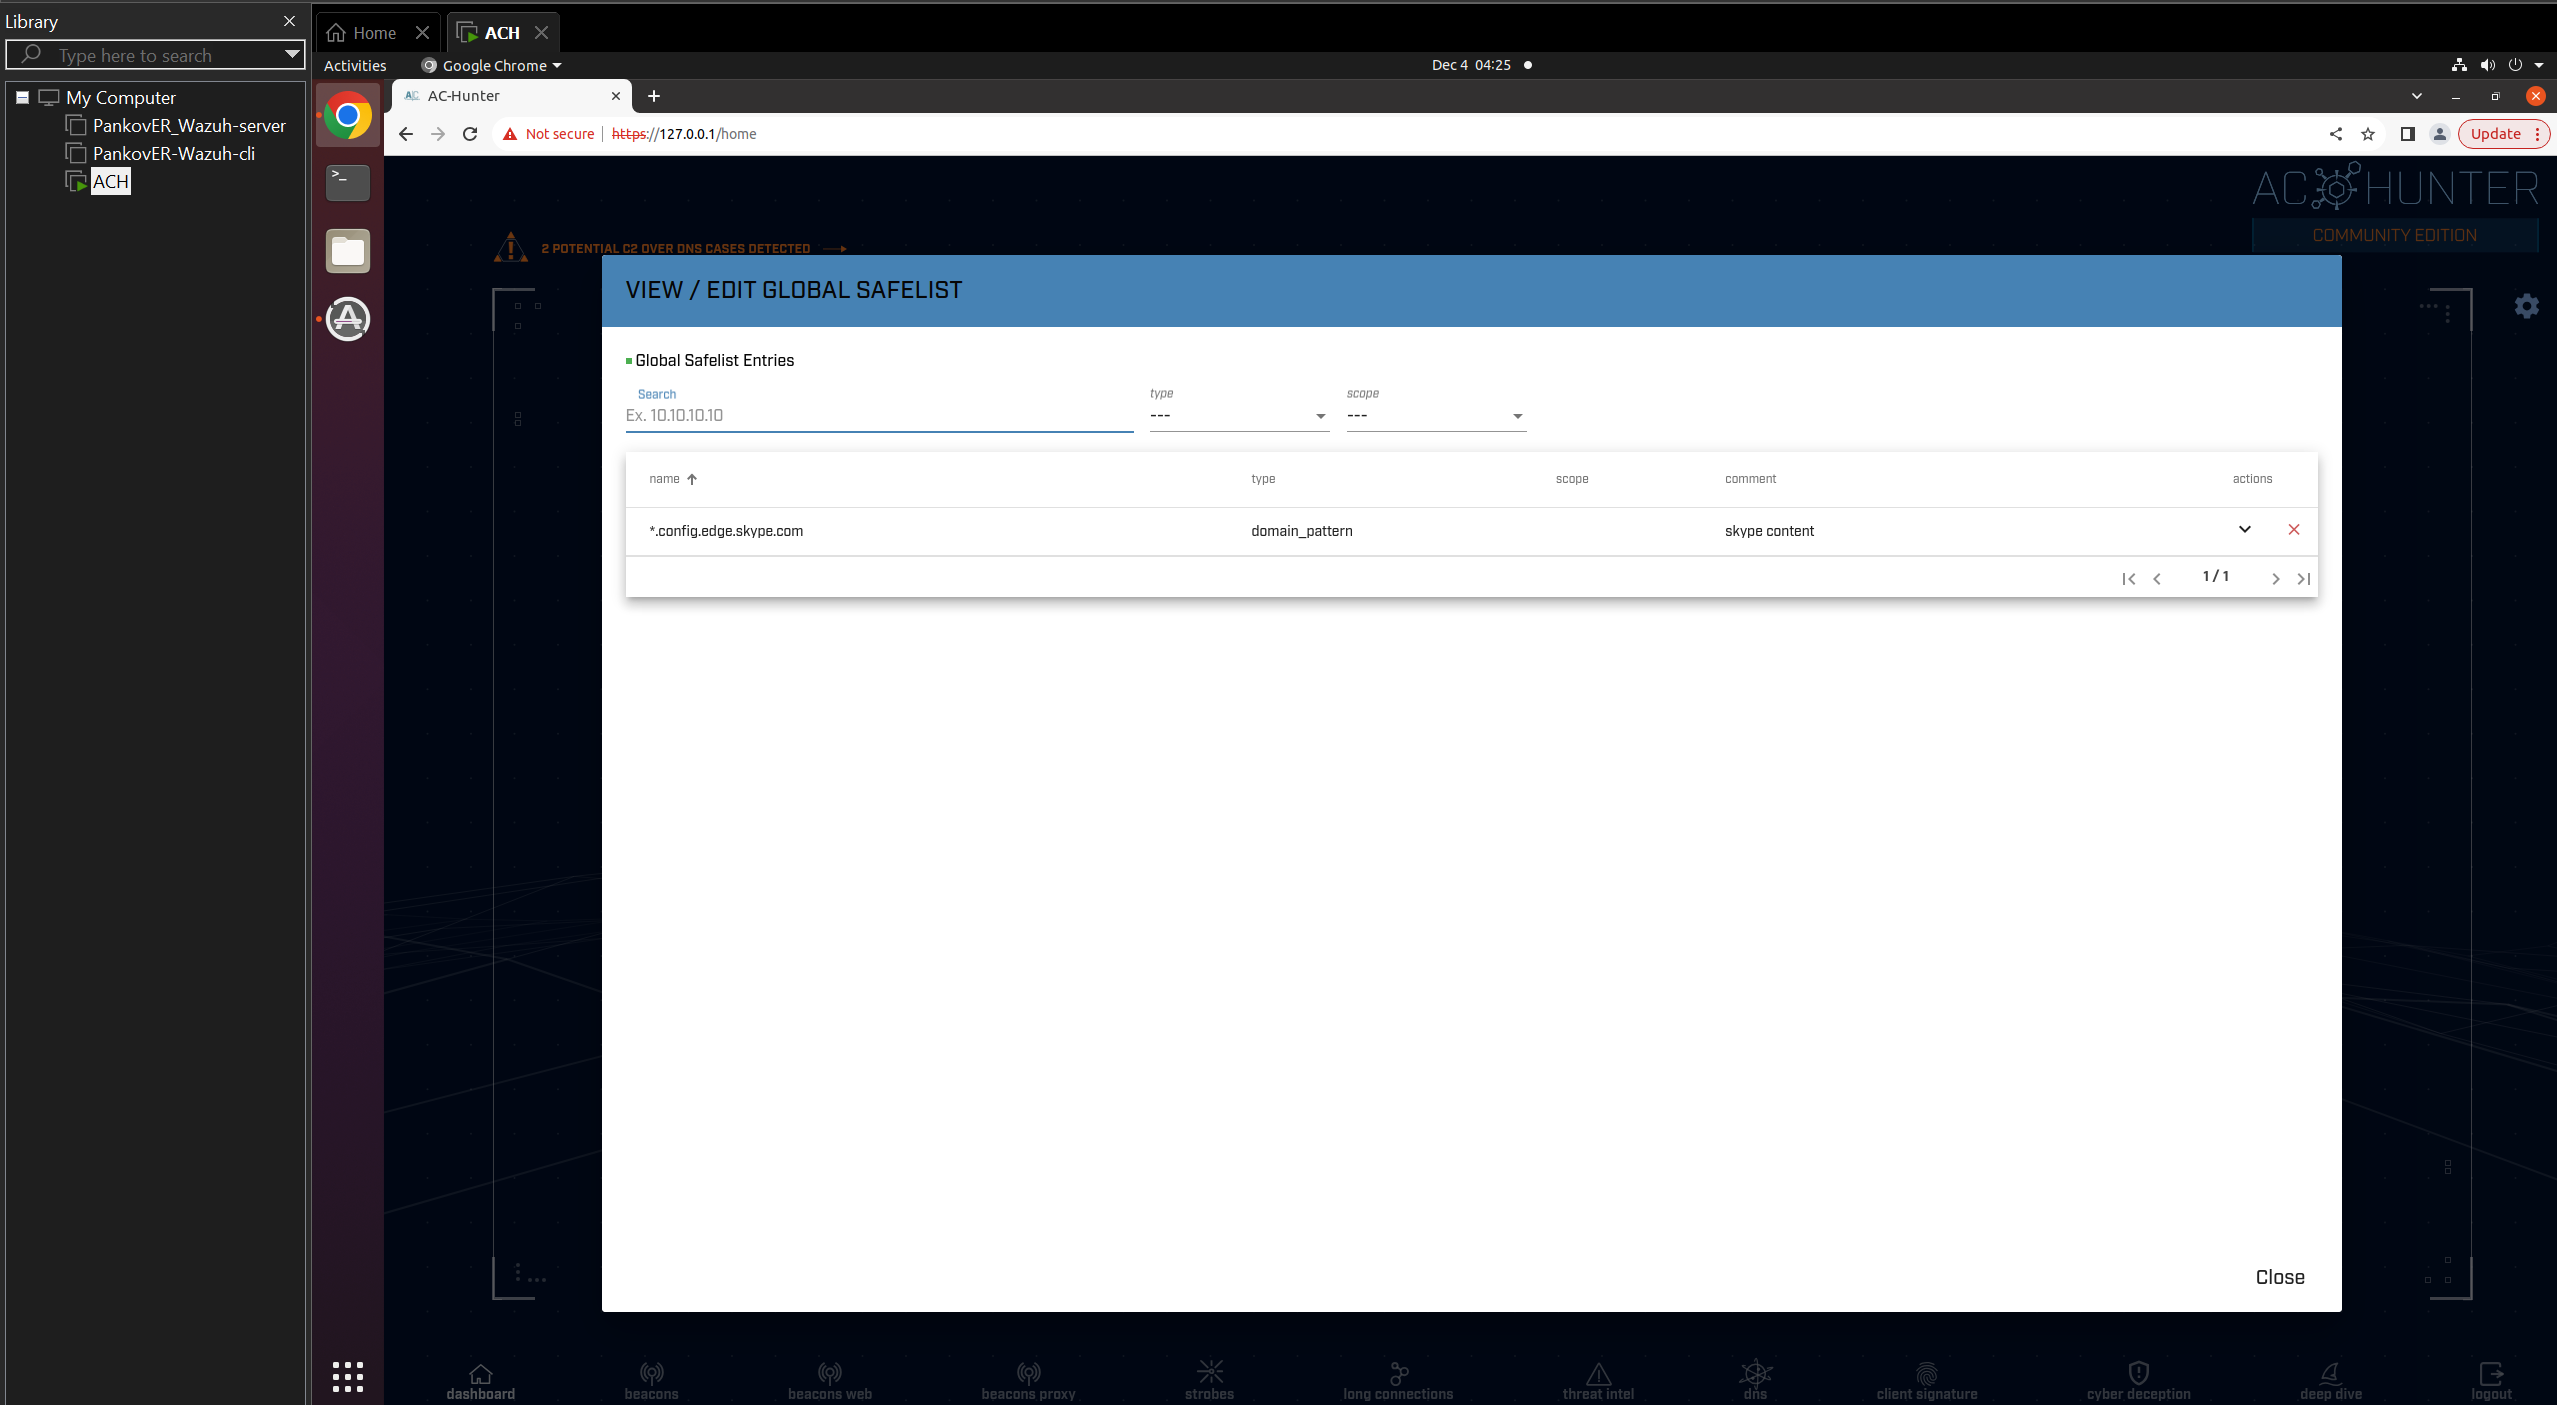 Library
Type here to search
My Computer
PankovER_Wazuh-server
PankovER-Wazuh-cli
ACH
Home
ACH
Activities
Google Chrome
Dec 4 04:25
AC-Hunter
Not secure
https://127.0.0.1/home
Update
AC HUNTER
COMMUNITY EDITION
2 POTENTIAL C2 OVER DNS CASES DETECTED
VIEW / EDIT GLOBAL SAFELIST
Global Safelist Entries
Search
Ex. 10.10.10.10
type
---
scope
---
name type scope comment actions
*.config.edge.skype.com domain_pattern skype content
1 / 1
Close
dashboard beacons beacons web beacons proxy strobes long connections threat intel dns client signature cyber deception deep dive logout